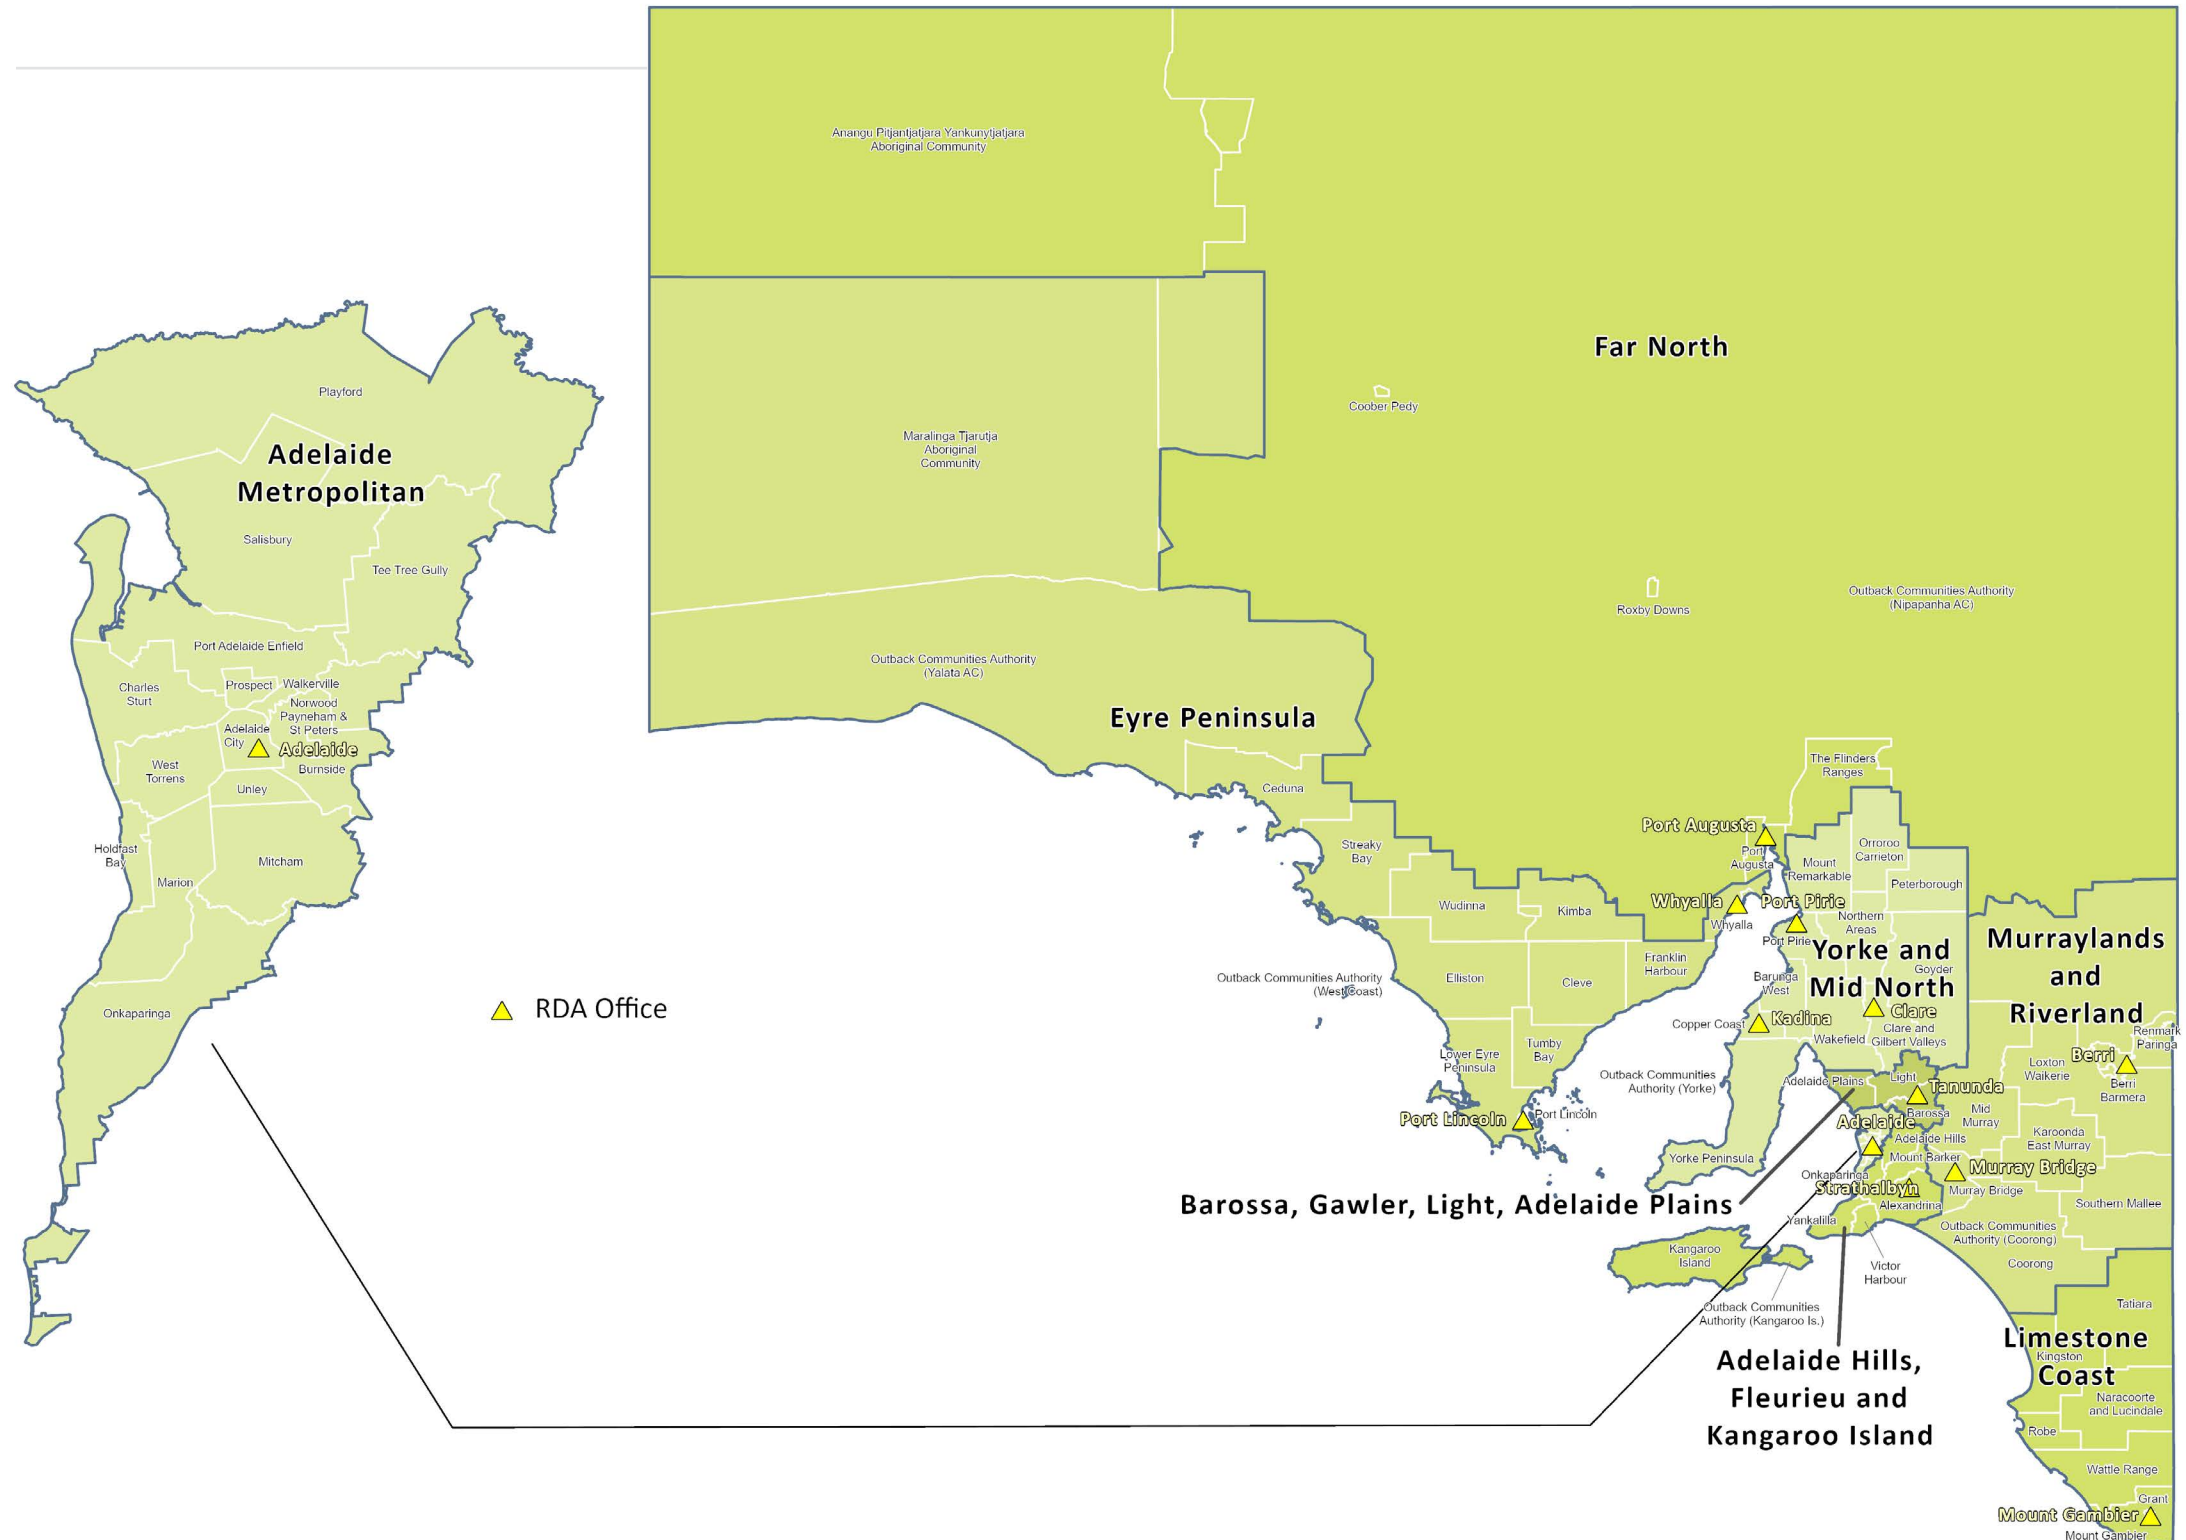 Anangu Pitjantjatjara Yankunytjatjara
Aboriginal Community
Far North
Coober Pedy
Maralinga Tjarutja
Aboriginal
Community
Roxby Downs
Outback Communities Authority
(Nipapanha AC)
Outback Communities Authority
(Yalata AC)
Eyre Peninsula
Ceduna
Streaky
Bay
Wudinna
Kimba
Elliston
Cleve
Franklin
Harbour
Outback Communities Authority
(West Coast)
Lower Eyre
Peninsula
Tumby
Bay
Port Lincoln
Port Lincoln
The Flinders
Ranges
Port Augusta
Port
Augusta
Whyalla
Whyalla
Port Pirie
Port Pirie
Mount
Remarkable
Orroroo
Carrieton
Peterborough
Northern
Areas
Yorke and
Mid North
Goyder
Barunga
West
Clare
Clare and
Gilbert Valleys
Kadina
Copper Coast
Wakefield
Outback Communities
Authority (Yorke)
Yorke Peninsula
Adelaide Plains
Light
Tanunda
Barossa
Barossa, Gawler, Light, Adelaide Plains
Adelaide
Adelaide Hills
Mount Barker
Onkaparinga
Strathalbyn
Alexandrina
Yankalilla
Victor
Harbour
Kangaroo
Island
Outback Communities
Authority (Kangaroo Is.)
Adelaide Hills,
Fleurieu and
Kangaroo Island
Murraylands
and
Riverland
Renmark
Paringa
Berri
Berri
Barmera
Loxton
Waikerie
Mid
Murray
Karoonda
East Murray
Murray Bridge
Murray Bridge
Southern Mallee
Outback Communities
Authority (Coorong)
Coorong
Tatiara
Limestone
Coast
Kingston
Naracoorte
and Lucindale
Robe
Wattle Range
Grant
Mount Gambier
Mount Gambier
Playford
Adelaide
Metropolitan
Salisbury
Tee Tree Gully
Port Adelaide Enfield
Charles
Sturt
Prospect
Walkerville
Norwood
Payneham &
St Peters
Adelaide
City
Adelaide
Burnside
West
Torrens
Unley
Holdfast
Bay
Marion
Mitcham
Onkaparinga
RDA Office